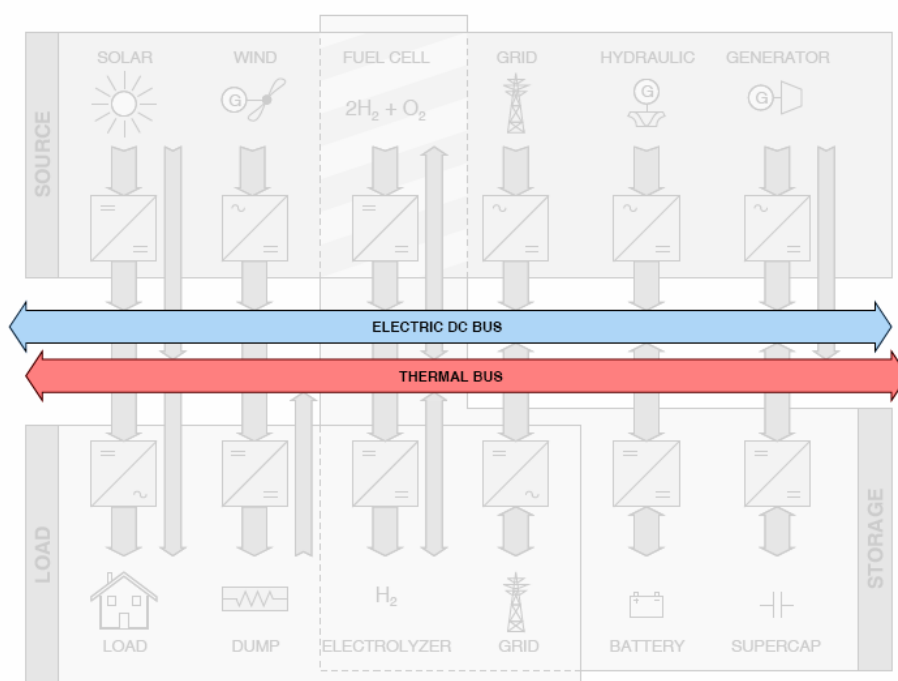 SOURCE
SOLAR
WIND
FUEL CELL
GRID
HYDRAULIC
GENERATOR
G
2H₂ + O₂
G
G
ELECTRIC DC BUS
THERMAL BUS
LOAD
STORAGE
H₂
LOAD
DUMP
ELECTROLYZER
GRID
BATTERY
SUPERCAP